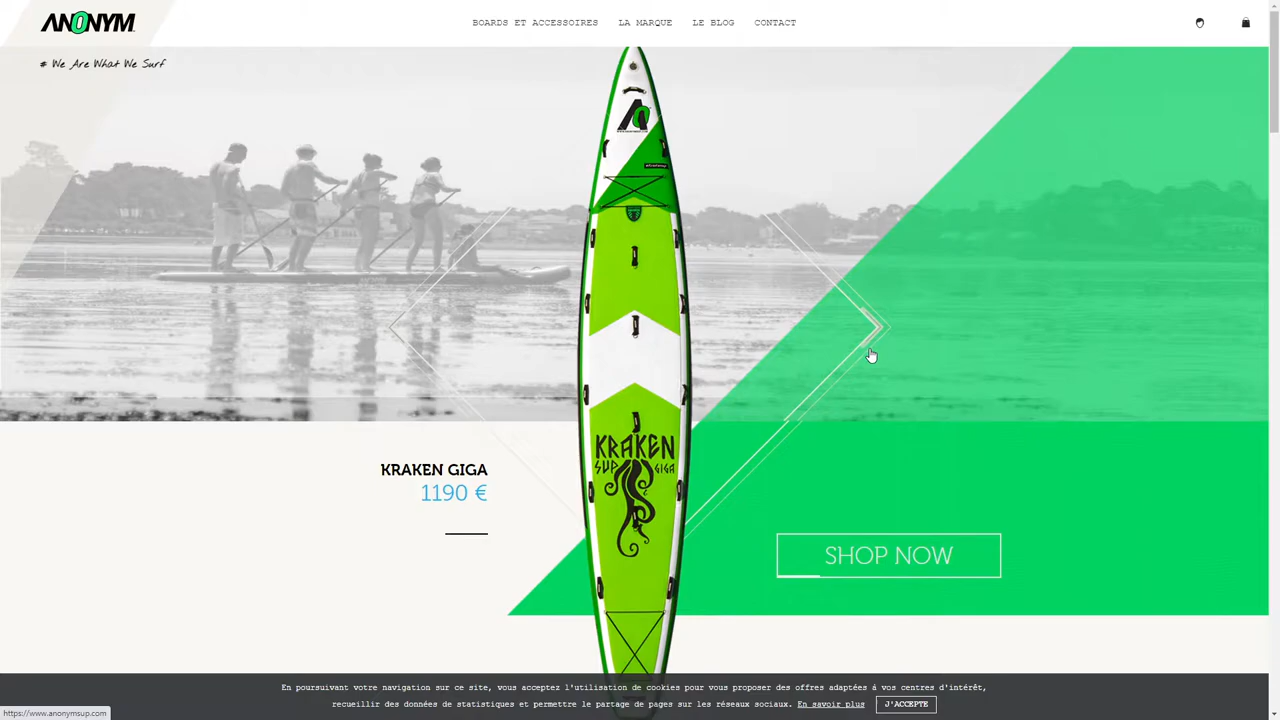 ANONYM
BOARDS ET ACCESSOIRES LA MARQUE LE BLOG CONTACT
# We Are What We Surf
KRAKEN
SUP GIGA
KRAKEN GIGA
1190 €
SHOP NOW
En poursuivant votre navigation sur ce site, vous acceptez l'utilisation de cookies pour vous proposer des offres adaptées á vos centres d'intérêt,
recueillir des données de statistiques et permettre le partage de pages sur les réseaux sociaux. En savoir plus J'ACCEPTE
https://www.anonymsup.com